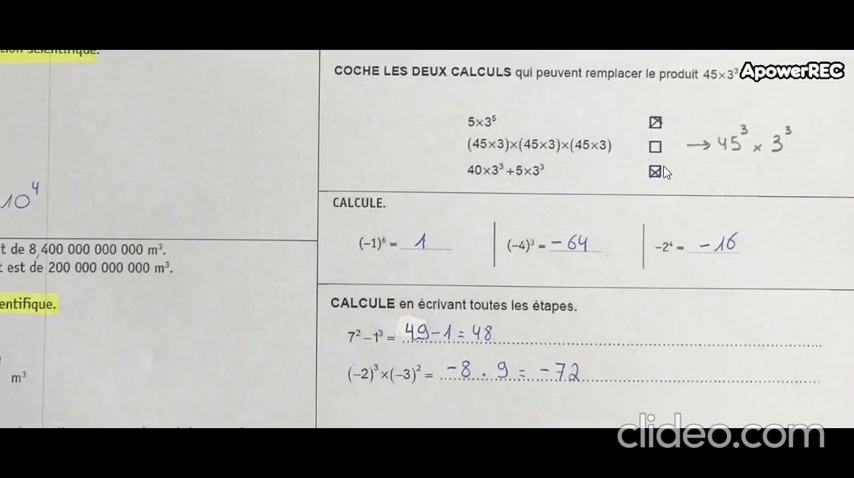 tion scientifique.
COCHE LES DEUX CALCULS qui peuvent remplacer le produit 45×3³
ApowerREC
5×3⁵ ☒
(45×3)×(45×3)×(45×3) ☐ → 45³ × 3³
40×3³+5×3³ ☒
10⁴
CALCULE.
(−1)⁶ = 1
(−4)³ = −64
−2⁴ = −16
t de 8,400 000 000 000 m³.
t est de 200 000 000 000 m³.
entifique.
CALCULE en écrivant toutes les étapes.
7² − 1³ = 49 − 1 = 48
m³
(−2)³ × (−3)² = −8 . 9 = −72
clideo.com